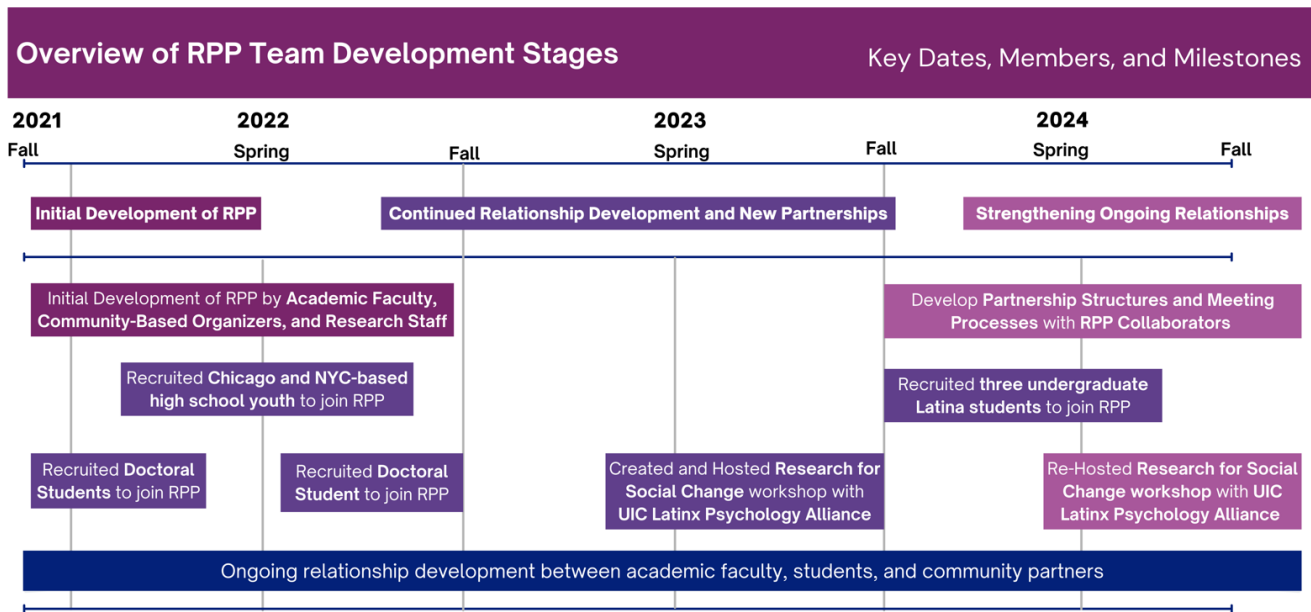 Overview of RPP Team Development Stages
Key Dates, Members, and Milestones
2021
2022
2023
2024
Fall
Spring
Fall
Spring
Fall
Spring
Fall
Initial Development of RPP
Continued Relationship Development and New Partnerships
Strengthening Ongoing Relationships
Initial Development of RPP by Academic Faculty,
Community-Based Organizers, and Research Staff
Develop Partnership Structures and Meeting
Processes with RPP Collaborators
Recruited Chicago and NYC-based
high school youth to join RPP
Recruited three undergraduate
Latina students to join RPP
Recruited Doctoral
Students to join RPP
Recruited Doctoral
Student to join RPP
Created and Hosted Research for
Social Change workshop with
UIC Latinx Psychology Alliance
Re-Hosted Research for Social
Change workshop with UIC
Latinx Psychology Alliance
Ongoing relationship development between academic faculty, students, and community partners